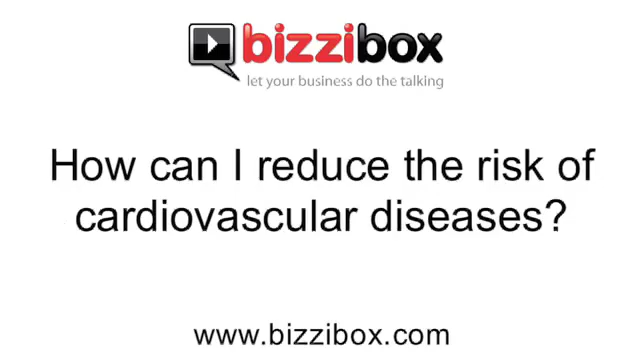 bizzibox
let your business do the talking
How can I reduce the risk of
cardiovascular diseases?
www.bizzibox.com